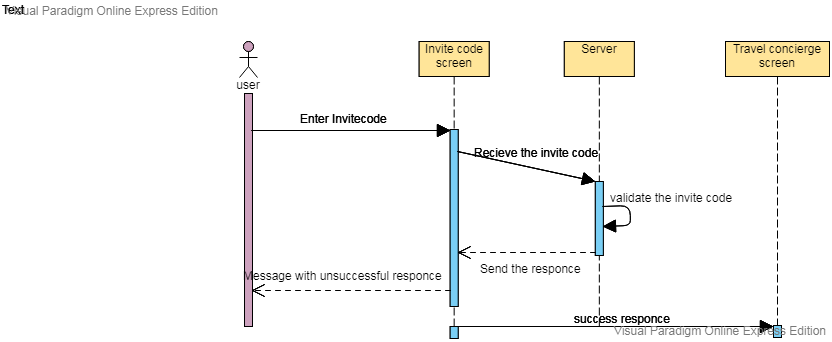 Text
Visual Paradigm Online Express Edition
Invite code
screen
Server
Travel concierge
screen
user
Enter Invitecode
Recieve the invite code
validate the invite code
Send the responce
Message with unsuccessful responce
success responce
Visual Paradigm Online Express Edition